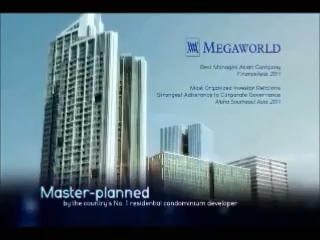 MEGAWORLD
Best Managed Asian Company
FinanceAsia 2011
Most Organized Investor Relations
Strongest Adherence to Corporate Governance
Alpha Southeast Asia 2011
Master-planned
by the country's No. 1 residential condominium developer